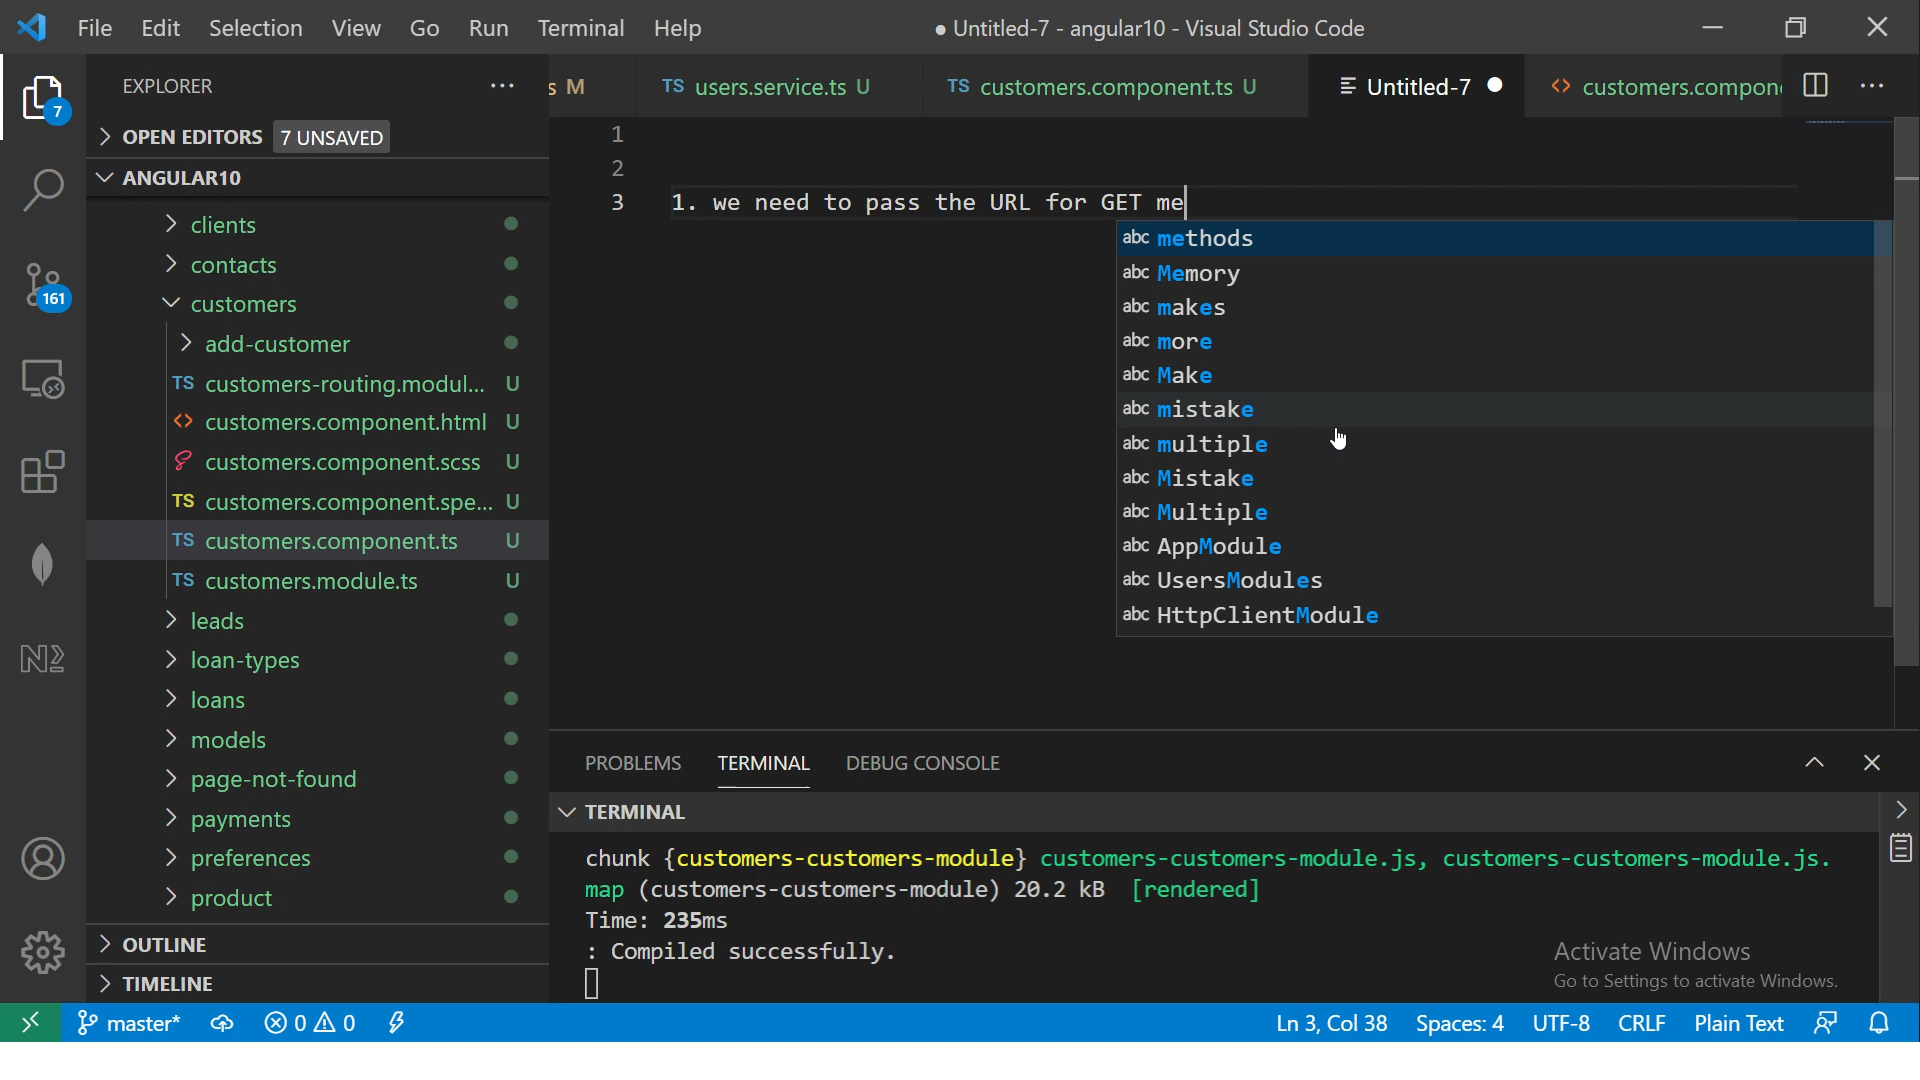 File Edit Selection View Go Run Terminal Help
● Untitled-7 - angular10 - Visual Studio Code
EXPLORER
s M
TS users.service.ts U
TS customers.component.ts U
Untitled-7
<> customers.compone
7
OPEN EDITORS 7 UNSAVED
ANGULAR10
clients
contacts
161
customers
add-customer
TS customers-routing.modul... U
<> customers.component.html U
customers.component.scss U
TS customers.component.spe... U
TS customers.component.ts U
TS customers.module.ts U
leads
loan-types
loans
models
page-not-found
payments
preferences
product
OUTLINE
TIMELINE
1
2
3 1. we need to pass the URL for GET me
abc methods
abc Memory
abc makes
abc more
abc Make
abc mistake
abc multiple
abc Mistake
abc Multiple
abc AppModule
abc UsersModules
abc HttpClientModule
PROBLEMS TERMINAL DEBUG CONSOLE
TERMINAL
chunk {customers-customers-module} customers-customers-module.js, customers-customers-module.js.
map (customers-customers-module) 20.2 kB [rendered]
Time: 235ms
: Compiled successfully.
Activate Windows
Go to Settings to activate Windows.
master* 0 0
Ln 3, Col 38 Spaces: 4 UTF-8 CRLF Plain Text